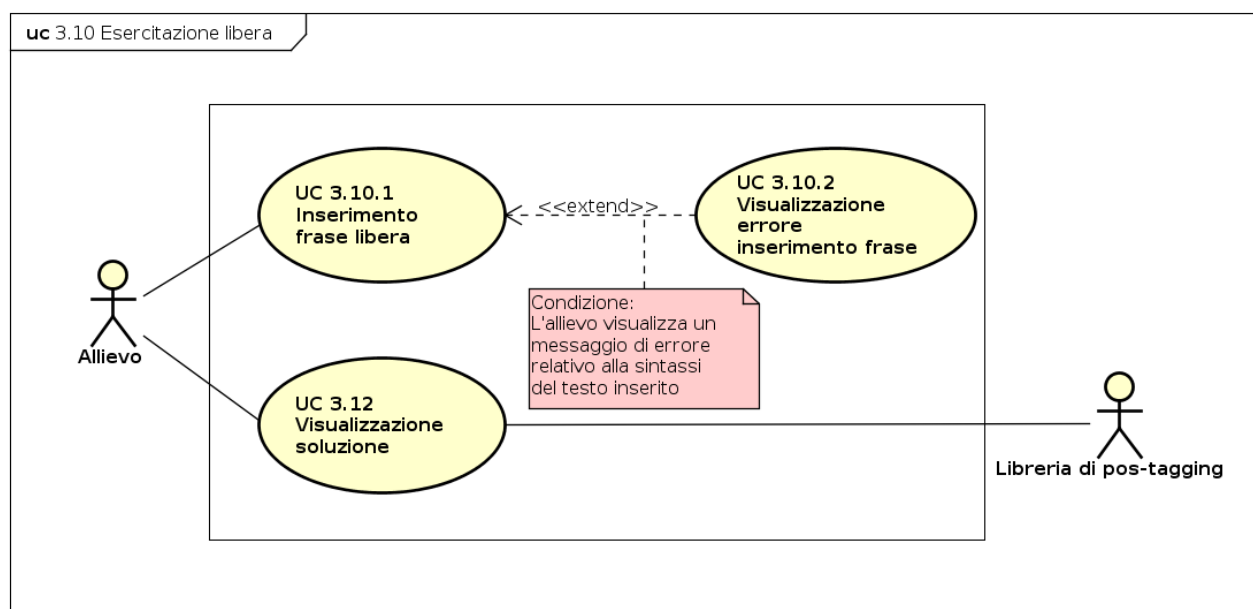 uc 3.10 Esercitazione libera
UC 3.10.1
Inserimento
frase libera
<<extend>>
UC 3.10.2
Visualizzazione
errore
inserimento frase
Condizione:
L'allievo visualizza un
messaggio di errore
relativo alla sintassi
del testo inserito
Allievo
UC 3.12
Visualizzazione
soluzione
Libreria di pos-tagging